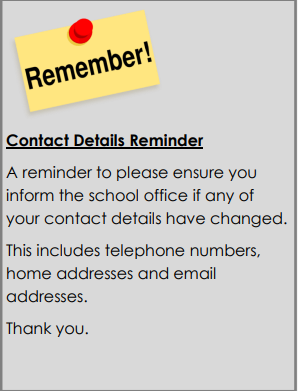 Remember!
Contact Details Reminder
A reminder to please ensure you
inform the school office if any of
your contact details have changed.
This includes telephone numbers,
home addresses and email
addresses.
Thank you.